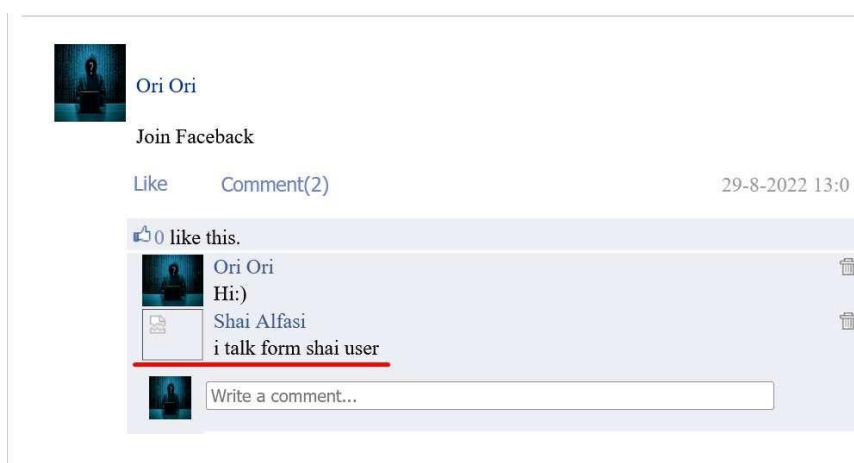 Ori Ori
Join Faceback
Like Comment(2) 29-8-2022 13:0
0 like this.
Ori Ori
Hi:)
Shai Alfasi
i talk form shai user
Write a comment...